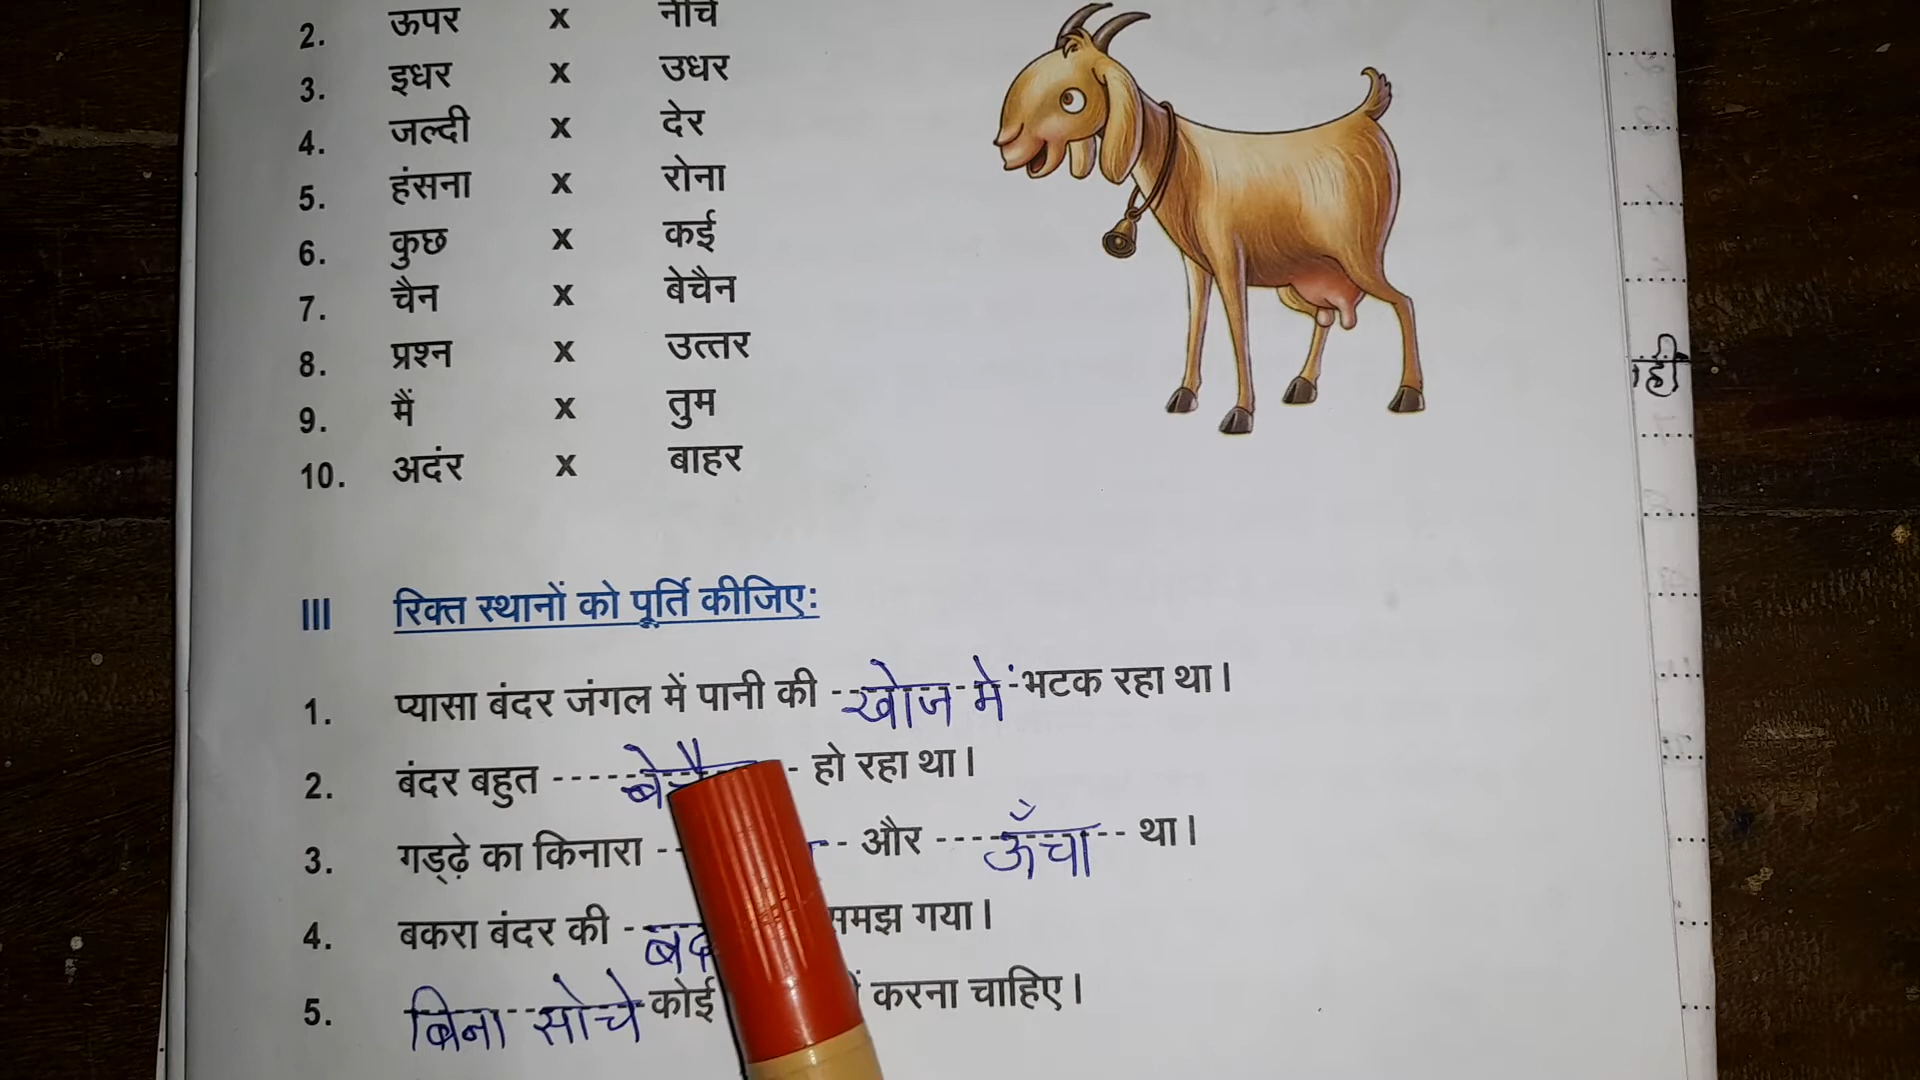 2. ऊपर x नीचे
3. इधर x उधर
4. जल्दी x देर
5. हंसना x रोना
6. कुछ x कई
7. चैन x बेचैन
8. प्रश्न x उत्तर
9. मैं x तुम
10. अदंर x बाहर
III रिक्त स्थानों को पूर्ति कीजिए:
1. प्यासा बंदर जंगल में पानी की खोज में भटक रहा था।
2. बंदर बहुत हो रहा था।
3. गड्ढ़े का किनारा और ऊँचा था।
4. बकरा बंदर की समझ गया।
5. बिना सोचे कोई करना चाहिए।